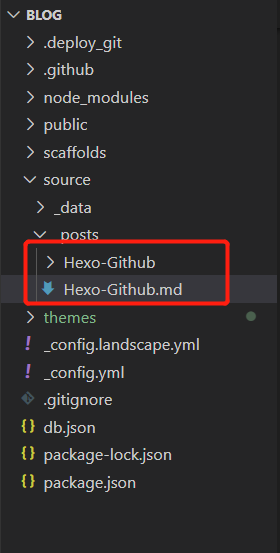 BLOG
.deploy_git
.github
node_modules
public
scaffolds
source
_data
_posts
Hexo-Github
Hexo-Github.md
themes
_config.landscape.yml
_config.yml
.gitignore
db.json
package-lock.json
package.json